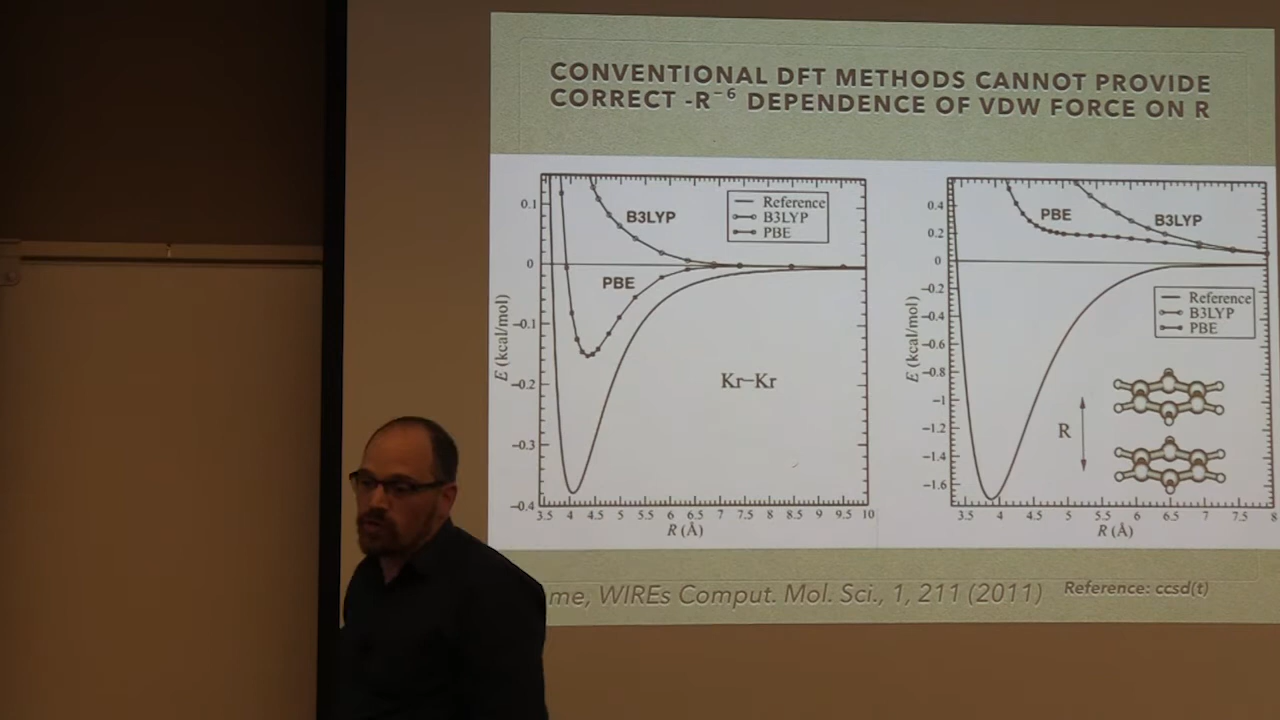 CONVENTIONAL DFT METHODS CANNOT PROVIDE
CORRECT -R⁻⁶ DEPENDENCE OF VDW FORCE ON R
0.1
0
−0.1
−0.2
−0.3
−0.4
E (kcal/mol)
B3LYP
PBE
Reference
B3LYP
PBE
Kr−Kr
3.5 4 4.5 5 5.5 6 6.5 7 7.5 8 8.5 9 9.5 10
R (Å)
0.4
0.2
0
−0.2
−0.4
−0.6
−0.8
−1
−1.2
−1.4
−1.6
E (kcal/mol)
PBE
B3LYP
Reference
B3LYP
PBE
R
3.5 4 4.5 5 5.5 6 6.5 7 7.5 8
R (Å)
me, WIREs Comput. Mol. Sci., 1, 211 (2011)
Reference: ccsd(t)